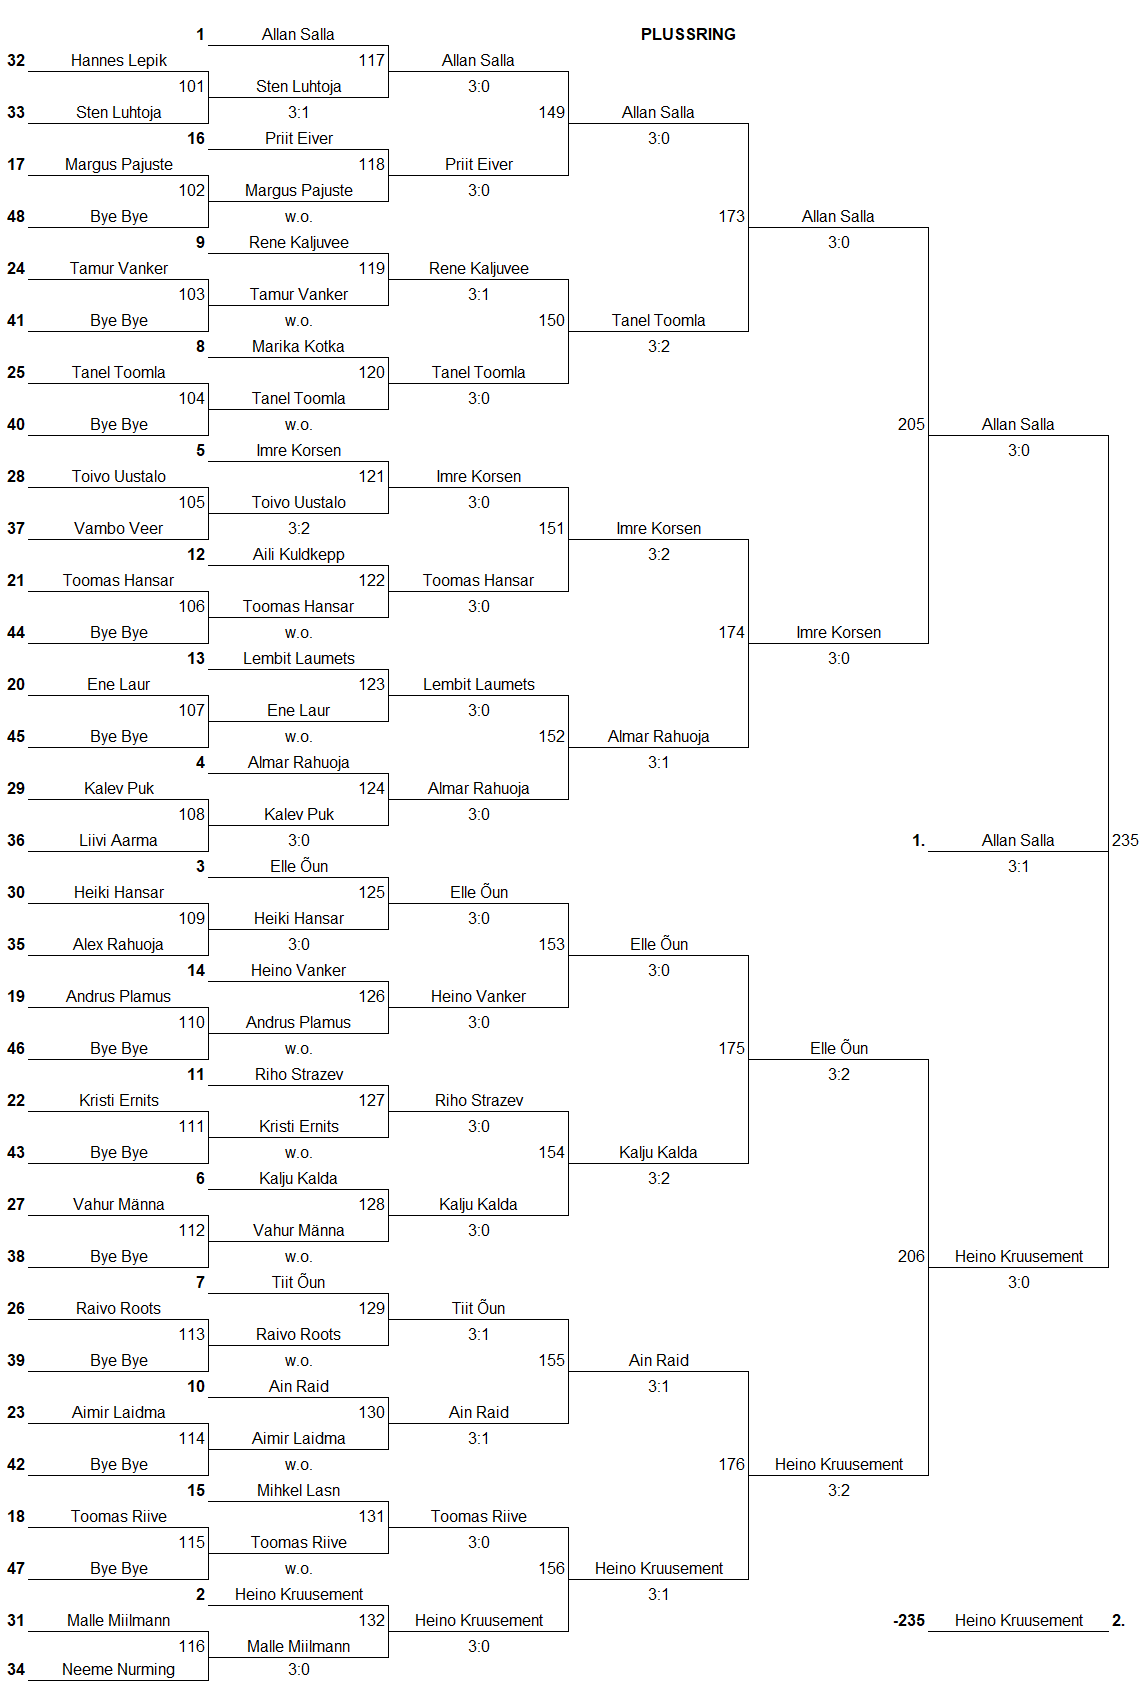 1 Allan Salla PLUSSRING
32 Hannes Lepik 117 Allan Salla
101 Sten Luhtoja 3:0
33 Sten Luhtoja 3:1 149 Allan Salla
16 Priit Eiver 3:0
17 Margus Pajuste 118 Priit Eiver
102 Margus Pajuste 3:0
48 Bye Bye w.o. 173 Allan Salla
9 Rene Kaljuvee 3:0
24 Tamur Vanker 119 Rene Kaljuvee
103 Tamur Vanker 3:1
41 Bye Bye w.o. 150 Tanel Toomla
8 Marika Kotka 3:2
25 Tanel Toomla 120 Tanel Toomla
104 Tanel Toomla 3:0
40 Bye Bye w.o. 205 Allan Salla
5 Imre Korsen 3:0
28 Toivo Uustalo 121 Imre Korsen
105 Toivo Uustalo 3:0
37 Vambo Veer 3:2 151 Imre Korsen
12 Aili Kuldkepp 3:2
21 Toomas Hansar 122 Toomas Hansar
106 Toomas Hansar 3:0
44 Bye Bye w.o. 174 Imre Korsen
13 Lembit Laumets 3:0
20 Ene Laur 123 Lembit Laumets
107 Ene Laur 3:0
45 Bye Bye w.o. 152 Almar Rahuoja
4 Almar Rahuoja 3:1
29 Kalev Puk 124 Almar Rahuoja
108 Kalev Puk 3:0
36 Liivi Aarma 3:0 1. Allan Salla 235
3 Elle Õun 3:1
30 Heiki Hansar 125 Elle Õun
109 Heiki Hansar 3:0
35 Alex Rahuoja 3:0 153 Elle Õun
14 Heino Vanker 3:0
19 Andrus Plamus 126 Heino Vanker
110 Andrus Plamus 3:0
46 Bye Bye w.o. 175 Elle Õun
11 Riho Strazev 3:2
22 Kristi Ernits 127 Riho Strazev
111 Kristi Ernits 3:0
43 Bye Bye w.o. 154 Kalju Kalda
6 Kalju Kalda 3:2
27 Vahur Männa 128 Kalju Kalda
112 Vahur Männa 3:0
38 Bye Bye w.o. 206 Heino Kruusement
7 Tiit Õun 3:0
26 Raivo Roots 129 Tiit Õun
113 Raivo Roots 3:1
39 Bye Bye w.o. 155 Ain Raid
10 Ain Raid 3:1
23 Aimir Laidma 130 Ain Raid
114 Aimir Laidma 3:1
42 Bye Bye w.o. 176 Heino Kruusement
15 Mihkel Lasn 3:2
18 Toomas Riive 131 Toomas Riive
115 Toomas Riive 3:0
47 Bye Bye w.o. 156 Heino Kruusement
2 Heino Kruusement 3:1
31 Malle Miilmann 132 Heino Kruusement -235 Heino Kruusement 2.
116 Malle Miilmann 3:0
34 Neeme Nurming 3:0